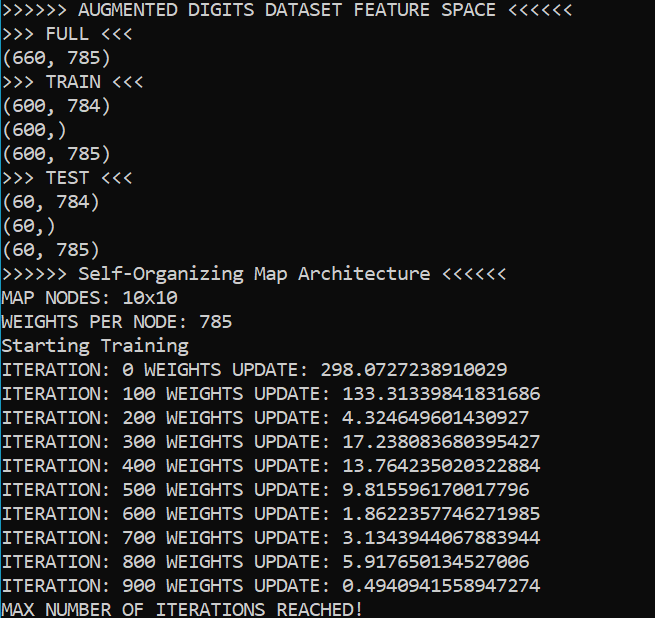 >>>>>> AUGMENTED DIGITS DATASET FEATURE SPACE <<<<<<
>>> FULL <<<
(660, 785)
>>> TRAIN <<<
(600, 784)
(600,)
(600, 785)
>>> TEST <<<
(60, 784)
(60,)
(60, 785)
>>>>>> Self-Organizing Map Architecture <<<<<<
MAP NODES: 10x10
WEIGHTS PER NODE: 785
Starting Training
ITERATION: 0 WEIGHTS UPDATE: 298.0727238910029
ITERATION: 100 WEIGHTS UPDATE: 133.31339841831686
ITERATION: 200 WEIGHTS UPDATE: 4.324649601430927
ITERATION: 300 WEIGHTS UPDATE: 17.238083680395427
ITERATION: 400 WEIGHTS UPDATE: 13.764235020322884
ITERATION: 500 WEIGHTS UPDATE: 9.815596170017796
ITERATION: 600 WEIGHTS UPDATE: 1.8622357746271985
ITERATION: 700 WEIGHTS UPDATE: 3.1343944067883944
ITERATION: 800 WEIGHTS UPDATE: 5.917650134527006
ITERATION: 900 WEIGHTS UPDATE: 0.4940941558947274
MAX NUMBER OF ITERATIONS REACHED!